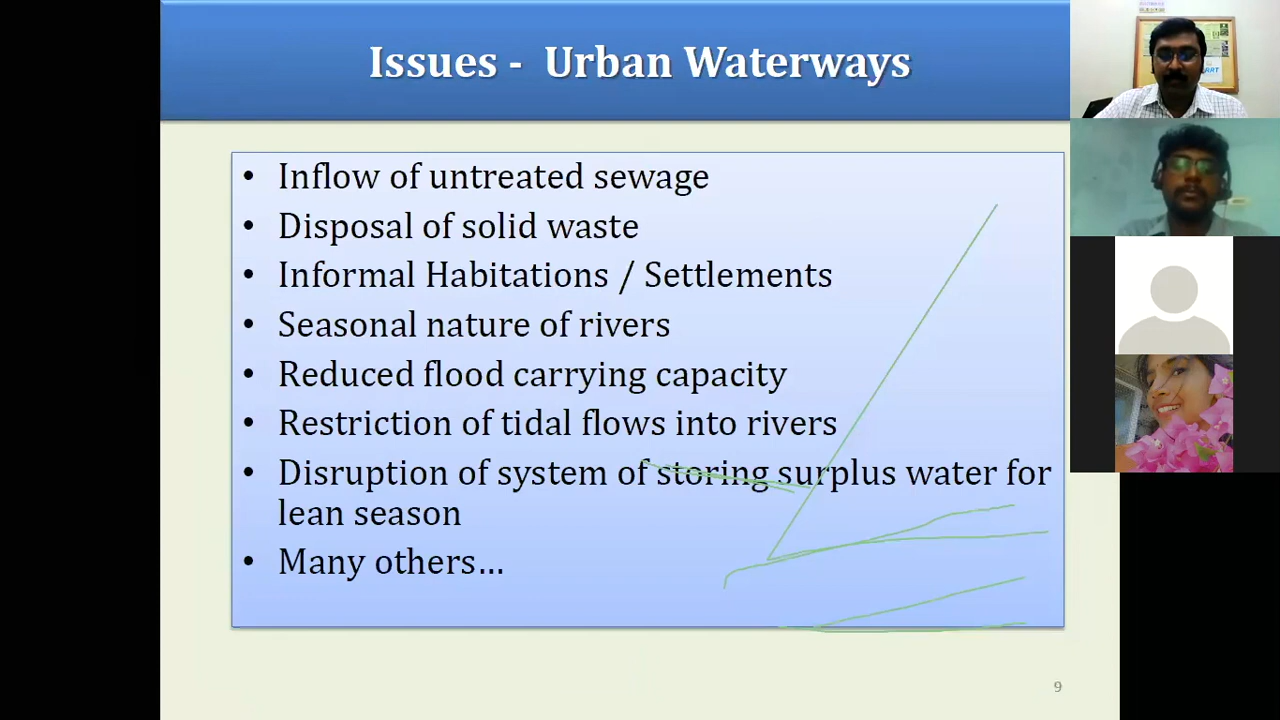 Issues - Urban Waterways
• Inflow of untreated sewage
• Disposal of solid waste
• Informal Habitations / Settlements
• Seasonal nature of rivers
• Reduced flood carrying capacity
• Restriction of tidal flows into rivers
• Disruption of system of storing surplus water for
lean season
• Many others…
9